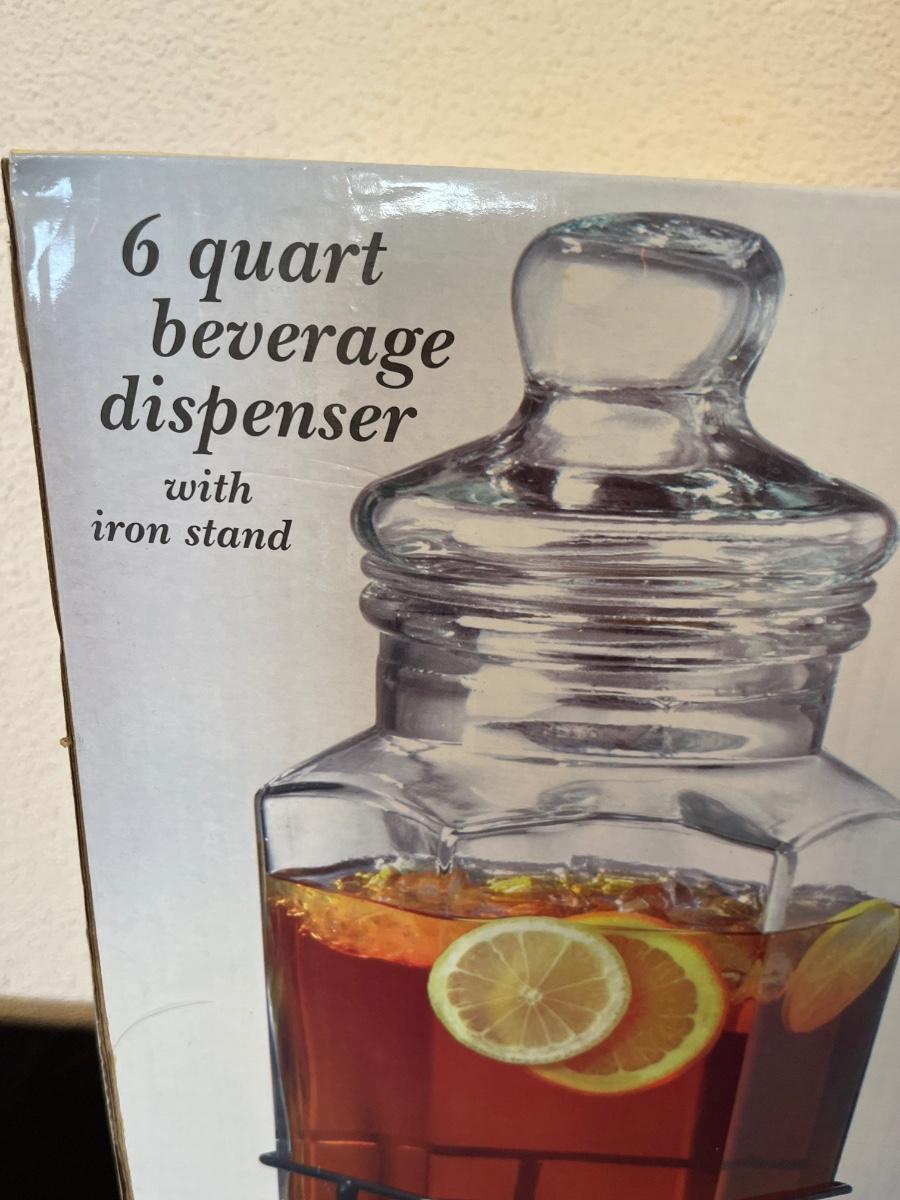 6 quart
beverage
dispenser
with
iron stand